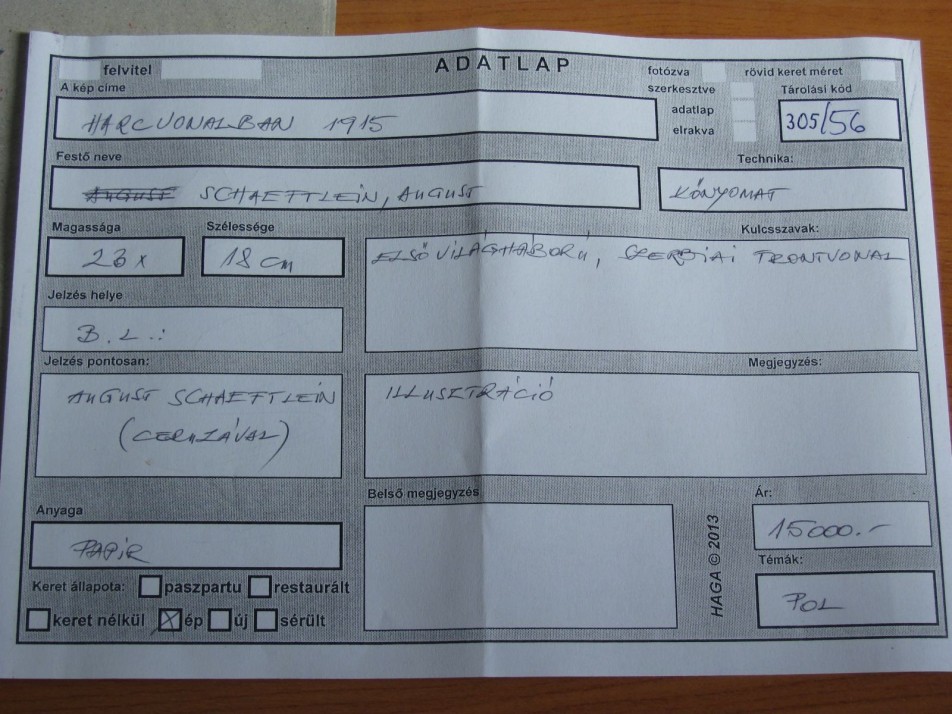 felvitel
ADATLAP
fotózva
rövid keret méret
A kép címe
szerkesztve
Tárolási kód
HARCVONALBAN 1915
adatlap
305/56
elrakva
Festő neve
Technika:
AUGUST SCHAEFTLEIN, AUGUST
KŐNYOMAT
Magassága
Szélessége
Kulcsszavak:
23 x
18 cm
ELSŐ VILÁGHÁBORÚ, SZERBIAI FRONTVONAL
Jelzés helye
B.L.:
Jelzés pontosan:
Megjegyzés:
AUGUST SCHAEFTLEIN
(CERUZÁVAL)
ILLUSZTRÁCIÓ
Belső megjegyzés
Ár:
Anyaga
15000.-
PAPÍR
HAGA © 2013
Témák:
Keret állapota:
paszpartu
restaurált
POL
keret nélkül
X ép
új
sérült